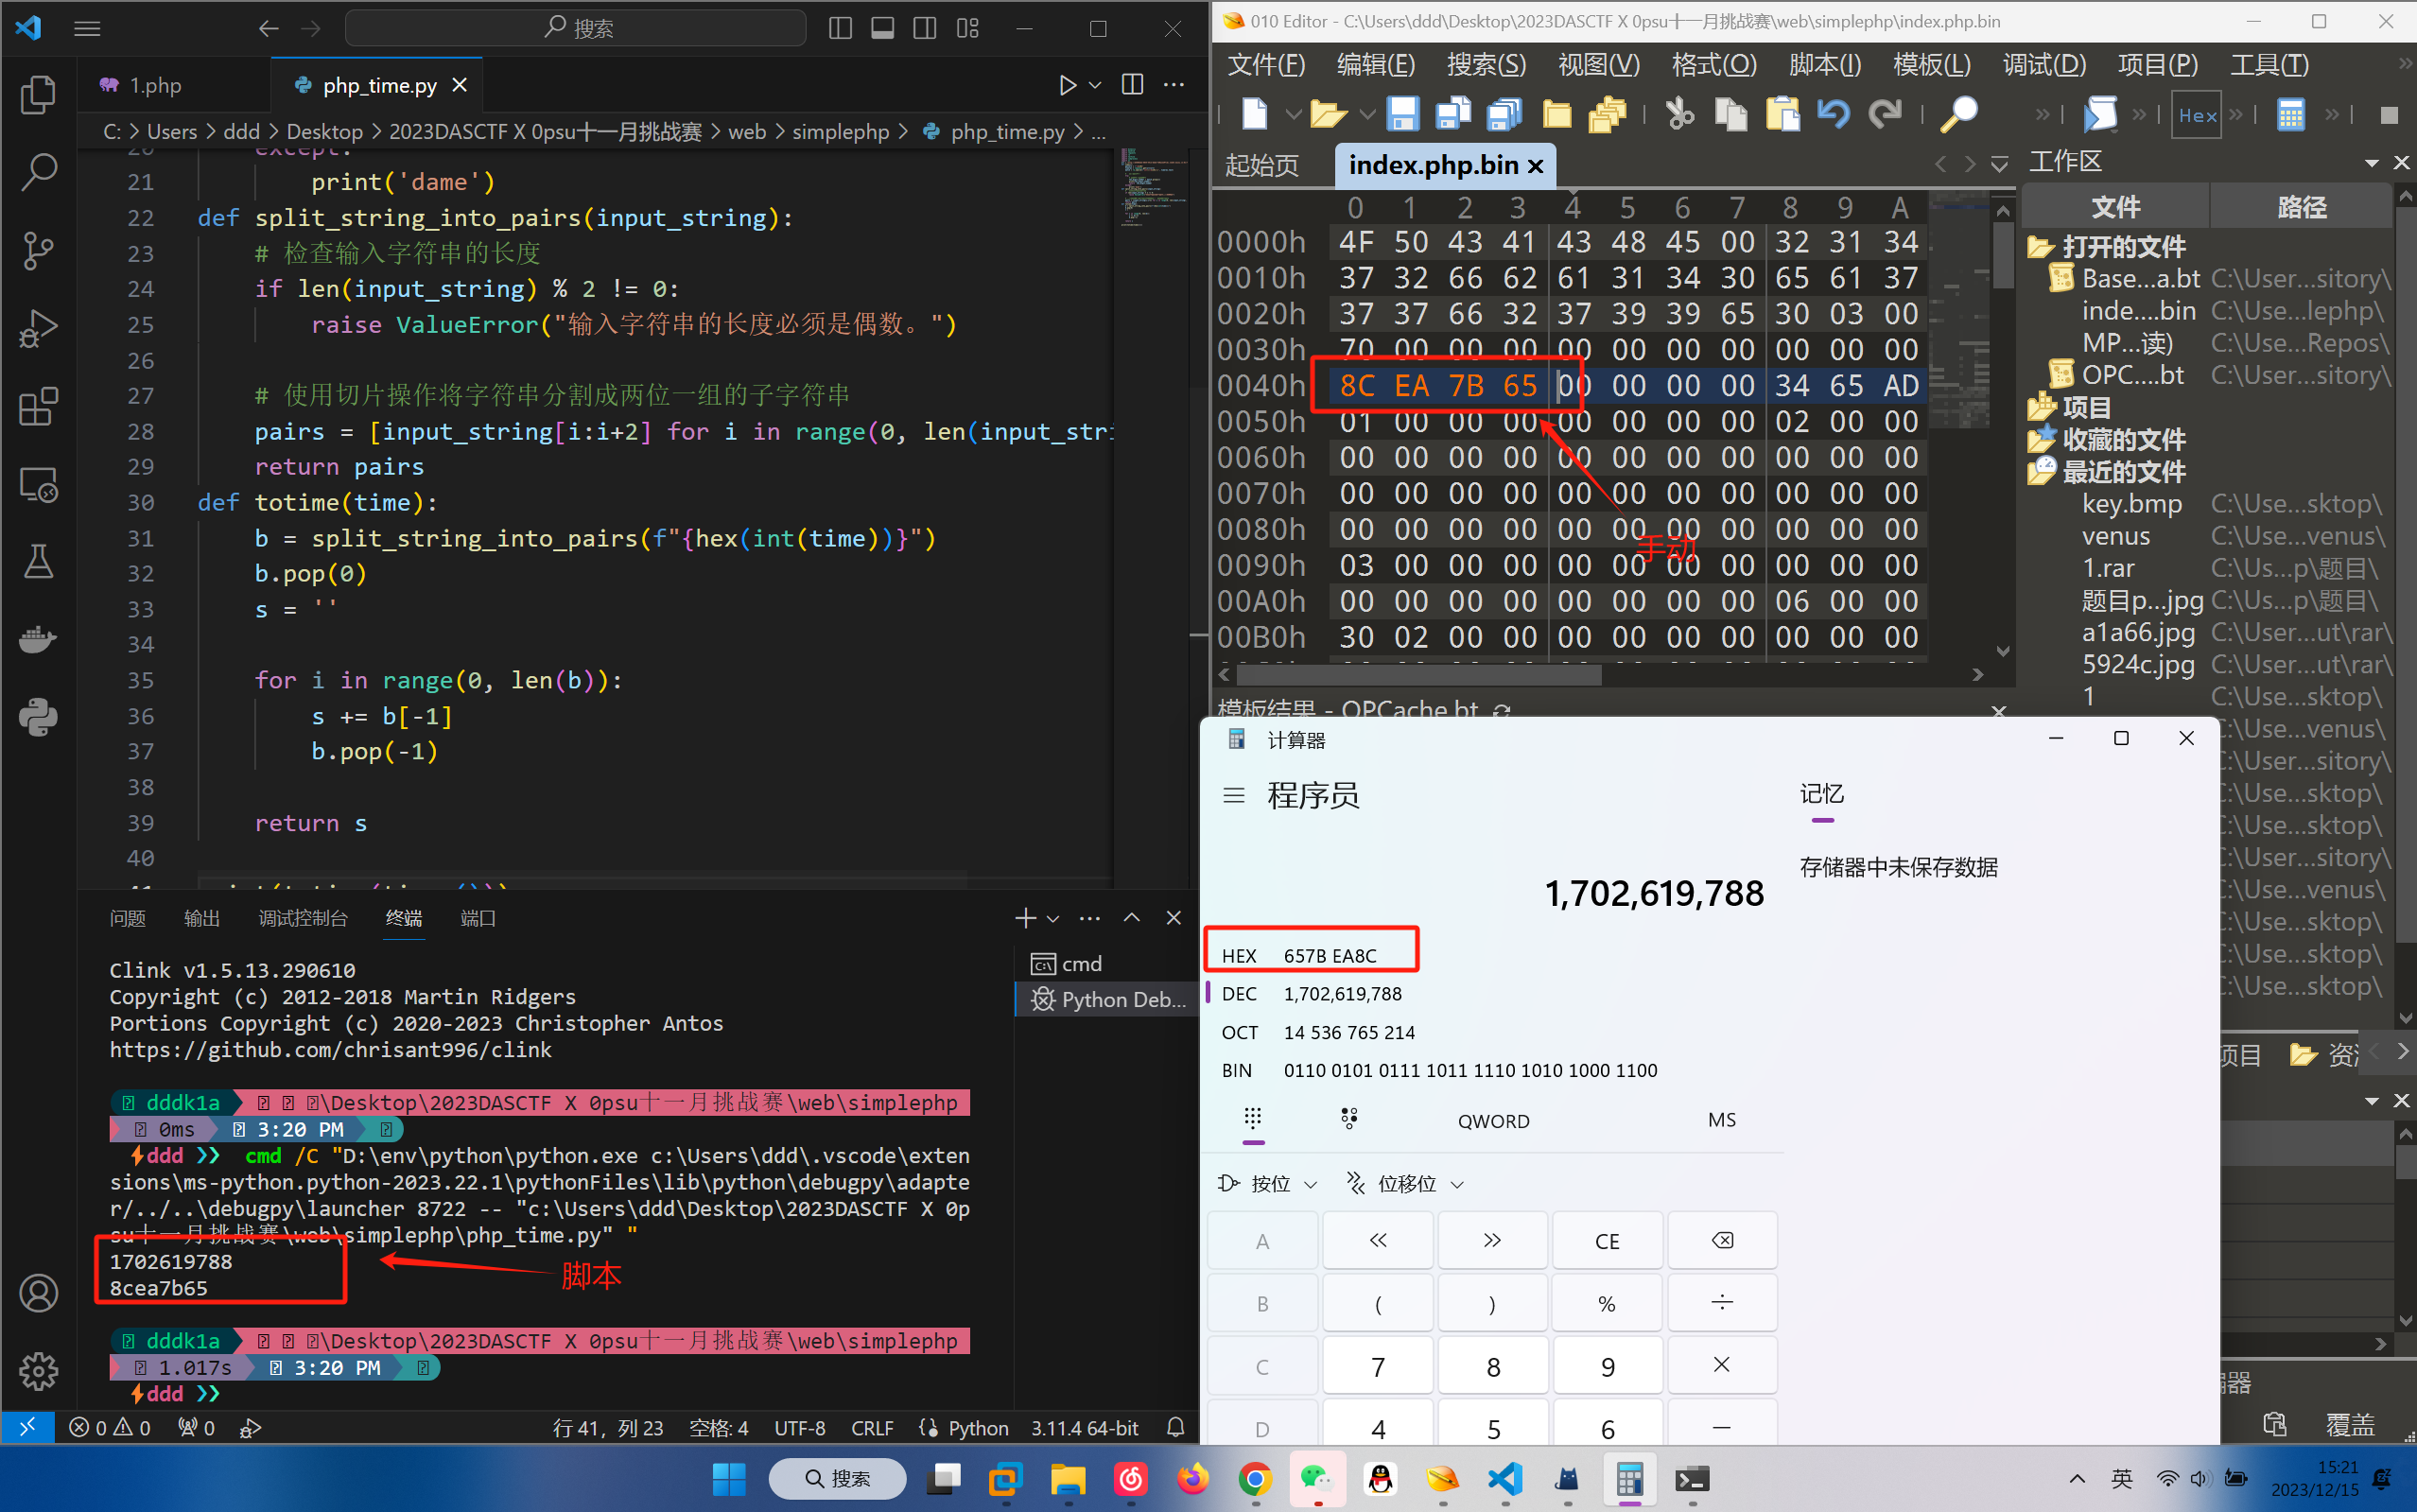 搜索
1.php
php_time.py
C: > Users > ddd > Desktop > 2023DASCTF X 0psu十一月挑战赛 > web > simplephp > php_time.py > ...
20 except:
21 print('dame')
22 def split_string_into_pairs(input_string):
23 # 检查输入字符串的长度
24 if len(input_string) % 2 != 0:
25 raise ValueError("输入字符串的长度必须是偶数。")
26
27 # 使用切片操作将字符串分割成两位一组的子字符串
28 pairs = [input_string[i:i+2] for i in range(0, len(input_stri
29 return pairs
30 def totime(time):
31 b = split_string_into_pairs(f"{hex(int(time))}")
32 b.pop(0)
33 s = ''
34
35 for i in range(0, len(b)):
36 s += b[-1]
37 b.pop(-1)
38
39 return s
40
问题 输出 调试控制台 终端 端口
Clink v1.5.13.290610
Copyright (c) 2012-2018 Martin Ridgers
Portions Copyright (c) 2020-2023 Christopher Antos
https://github.com/chrisant996/clink
dddk1a \Desktop\2023DASCTF X 0psu十一月挑战赛\web\simplephp
0ms 3:20 PM
ddd ❯❯ cmd /C "D:\env\python\python.exe c:\Users\ddd\.vscode\exten
sions\ms-python.python-2023.22.1\pythonFiles\lib\python\debugpy\adapte
r/../..\debugpy\launcher 8722 -- "c:\Users\ddd\Desktop\2023DASCTF X 0p
su十一月挑战赛\web\simplephp\php_time.py" "
1702619788
8cea7b65
脚本
dddk1a \Desktop\2023DASCTF X 0psu十一月挑战赛\web\simplephp
1.017s 3:20 PM
ddd ❯❯
cmd
Python Deb...
0 0 0
行 41，列 23 空格: 4 UTF-8 CRLF Python 3.11.4 64-bit
010 Editor - C:\Users\ddd\Desktop\2023DASCTF X 0psu十一月挑战赛\web\simplephp\index.php.bin
文件(F) 编辑(E) 搜索(S) 视图(V) 格式(O) 脚本(I) 模板(L) 调试(D) 项目(P) 工具(T)
Hex
起始页 index.php.bin
0 1 2 3 4 5 6 7 8 9 A
0000h 4F 50 43 41 43 48 45 00 32 31 34
0010h 37 32 66 62 61 31 34 30 65 61 37
0020h 37 37 66 32 37 39 39 65 30 03 00
0030h 70 00 00 00 00 00 00 00 00 00 00
0040h 8C EA 7B 65 00 00 00 00 34 65 AD
0050h 01 00 00 00 00 00 00 00 02 00 00
0060h 00 00 00 00 00 00 00 00 00 00 00
0070h 00 00 00 00 00 00 00 00 00 00 00
0080h 00 00 00 00 00 00 00 00 00 00 00
0090h 03 00 00 00 00 00 00 00 00 00 00
00A0h 00 00 00 00 00 00 00 00 06 00 00
00B0h 30 02 00 00 00 00 00 00 00 00 00
手动
模板结果 - OPCache.bt
工作区
文件 路径
打开的文件
Base...a.bt C:\User...sitory\
inde....bin C:\Use...lephp\
MP...读) C:\Use...Repos\
OPC....bt C:\User...sitory\
项目
收藏的文件
最近的文件
key.bmp C:\Use...sktop\
venus C:\Use...venus\
1.rar C:\Us...p\题目\
题目p...jpg C:\Us...p\题目\
a1a66.jpg C:\User...ut\rar\
5924c.jpg C:\User...ut\rar\
1 C:\Use...sktop\
:\Use...venus\
:\User...sitory\
:\Use...sktop\
:\Use...sktop\
:\User...sitory\
:\Use...venus\
:\Use...sktop\
:\Use...sktop\
:\Use...sktop\
项目
覆盖
计算器
程序员
记忆
存储器中未保存数据
1,702,619,788
HEX 657B EA8C
DEC 1,702,619,788
OCT 14 536 765 214
BIN 0110 0101 0111 1011 1110 1010 1000 1100
QWORD MS
按位 位移位
A << >> CE
B ( ) % ÷
C 7 8 9 ×
D 4 5 6 −
搜索
英
15:21
2023/12/15